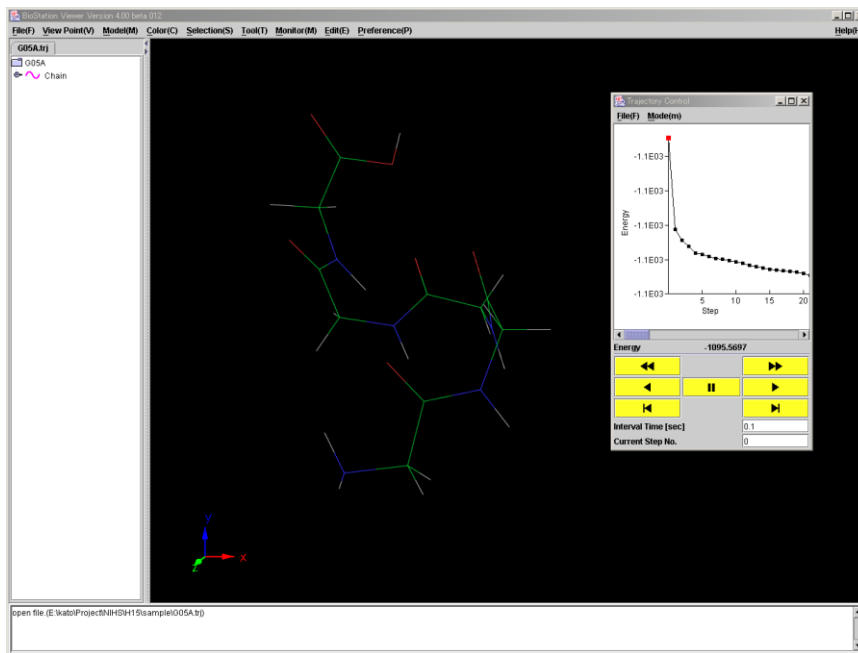 BioStation Viewer Version 4.00 beta 012
File(F) View Point(V) Model(M) Color(C) Selection(S) Tool(T) Monitor(M) Edit(E) Preference(P) Help(H
G05A.trj
G05A
Chain
Trajectory Control
File(F) Mode(m)
-1.1E03
-1.1E03
-1.1E03
-1.1E03
-1.1E03
Energy
5 10 15 20
Step
Energy -1095.5697
Interval Time [sec] 0.1
Current Step No. 0
Y
X
Z
open file.(E:\kato\Project\NIHS\H15\sample\G05A.trj)